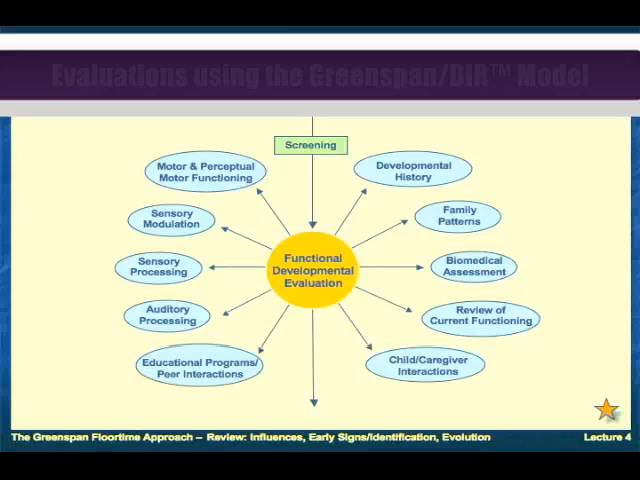 Evaluations using the Greenspan/DIR™ Model
Screening
Motor & Perceptual
Motor Functioning
Developmental
History
Sensory
Modulation
Family
Patterns
Functional
Developmental
Evaluation
Sensory
Processing
Biomedical
Assessment
Auditory
Processing
Review of
Current Functioning
Educational Programs/
Peer Interactions
Child/Caregiver
Interactions
The Greenspan Floortime Approach -- Review: Influences, Early Signs/Identification, Evolution
Lecture 4